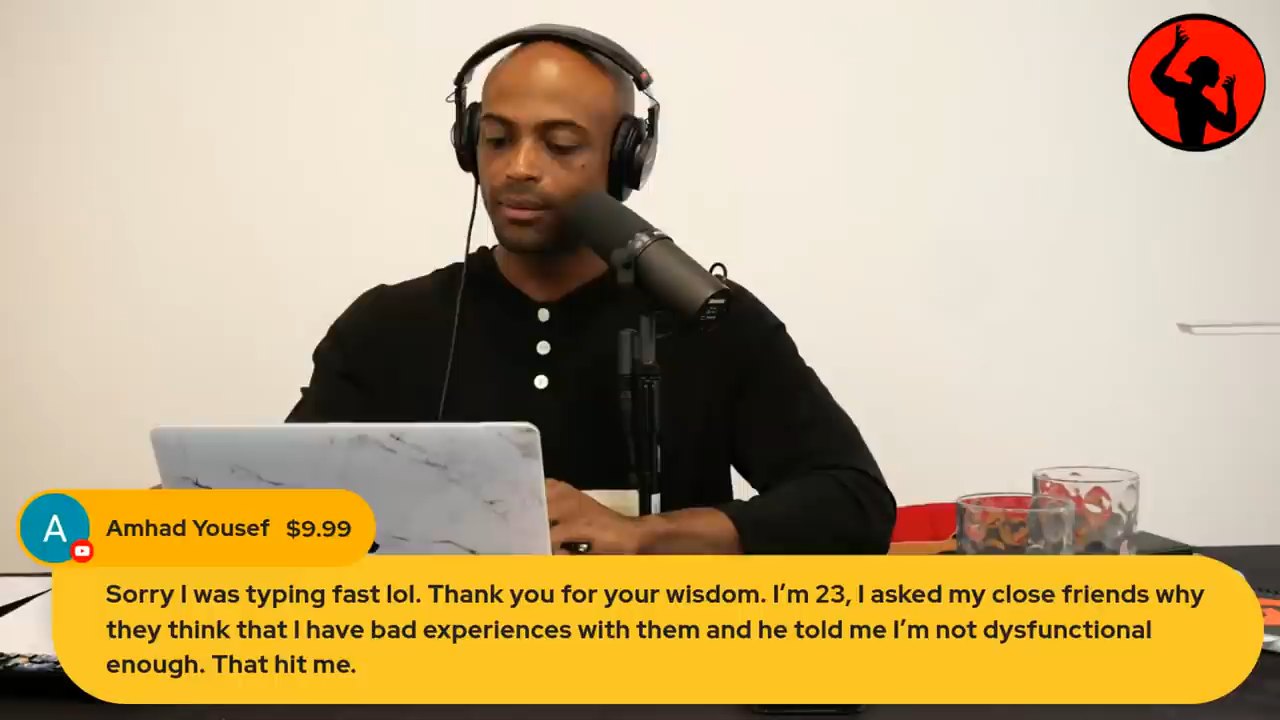 A
Amhad Yousef $9.99
Sorry I was typing fast lol. Thank you for your wisdom. I’m 23, I asked my close friends why
they think that I have bad experiences with them and he told me I’m not dysfunctional
enough. That hit me.